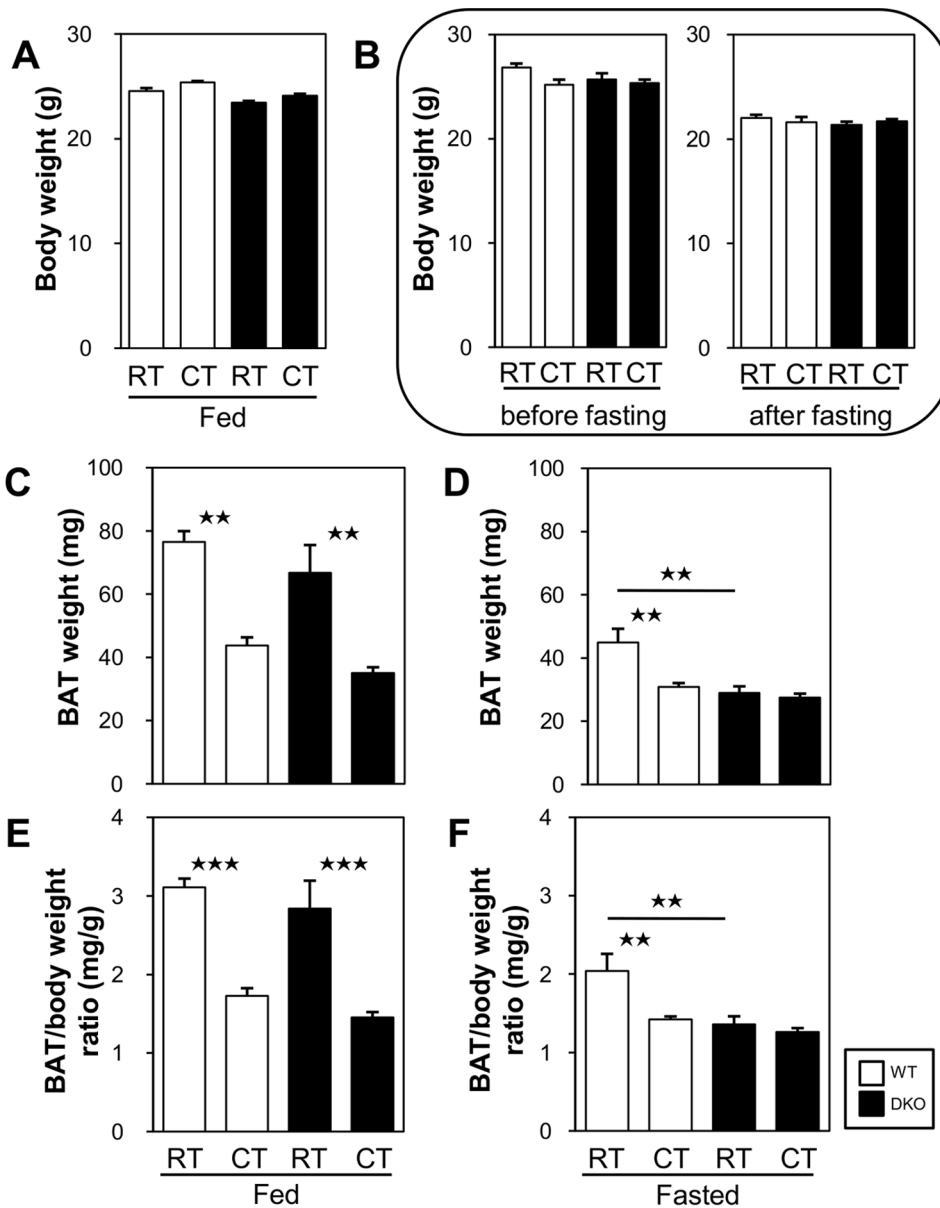 A
Body weight (g)
30
20
10
0
RT CT RT CT
Fed
B
Body weight (g)
30
20
10
0
RT CT RT CT
before fasting
30
20
10
0
RT CT RT CT
after fasting
C
BAT weight (mg)
100
80
60
40
20
0
★★
★★
D
BAT weight (mg)
100
80
60
40
20
0
★★
★★
E
BAT/body weight
ratio (mg/g)
4
3
2
1
0
★★★
★★★
RT CT RT CT
Fed
F
BAT/body weight
ratio (mg/g)
4
3
2
1
0
★★
★★
RT CT RT CT
Fasted
WT
DKO